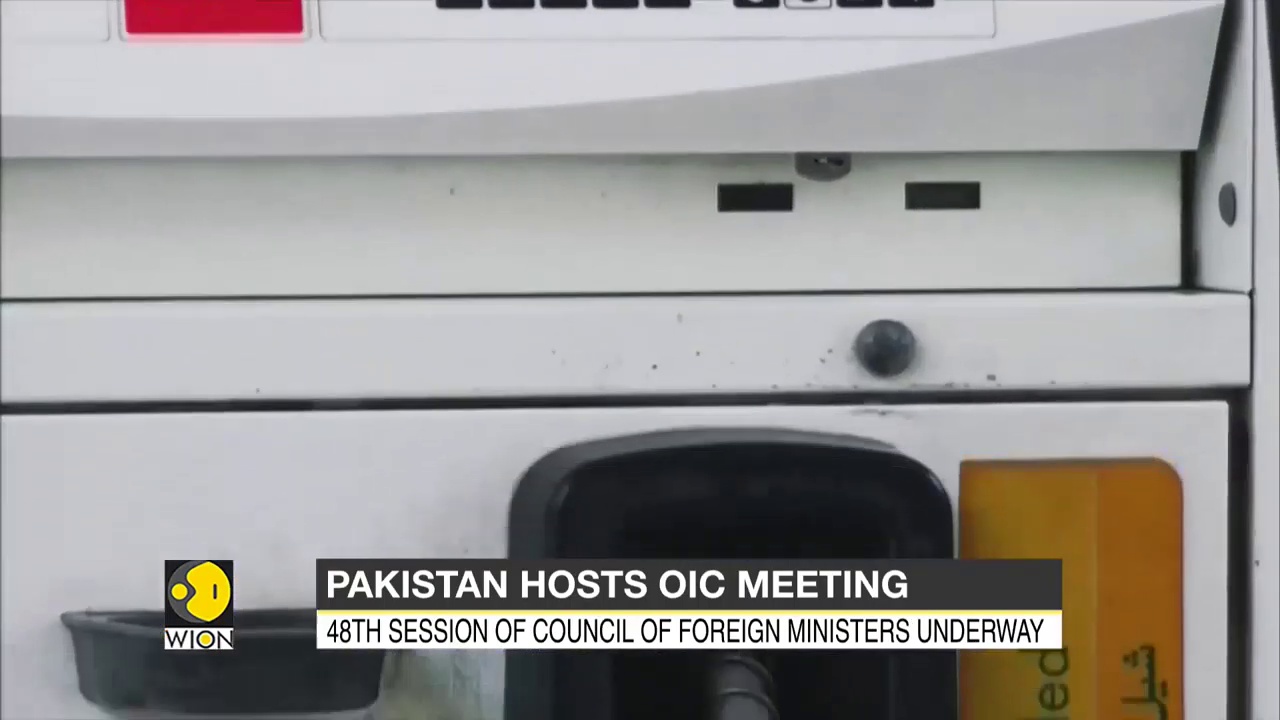 PAKISTAN HOSTS OIC MEETING
WION
48TH SESSION OF COUNCIL OF FOREIGN MINISTERS UNDERWAY